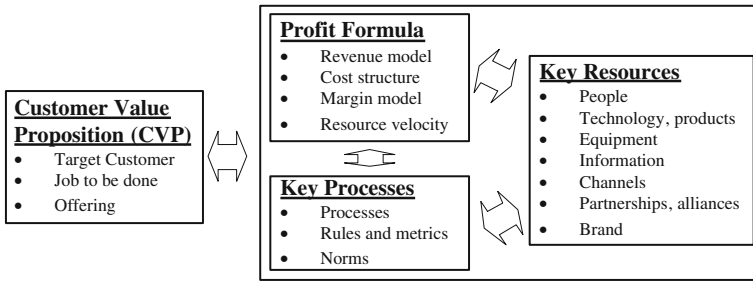 Customer Value
Proposition (CVP)
• Target Customer
• Job to be done
• Offering
Profit Formula
• Revenue model
• Cost structure
• Margin model
• Resource velocity
Key Processes
• Processes
• Rules and metrics
• Norms
Key Resources
• People
• Technology, products
• Equipment
• Information
• Channels
• Partnerships, alliances
• Brand